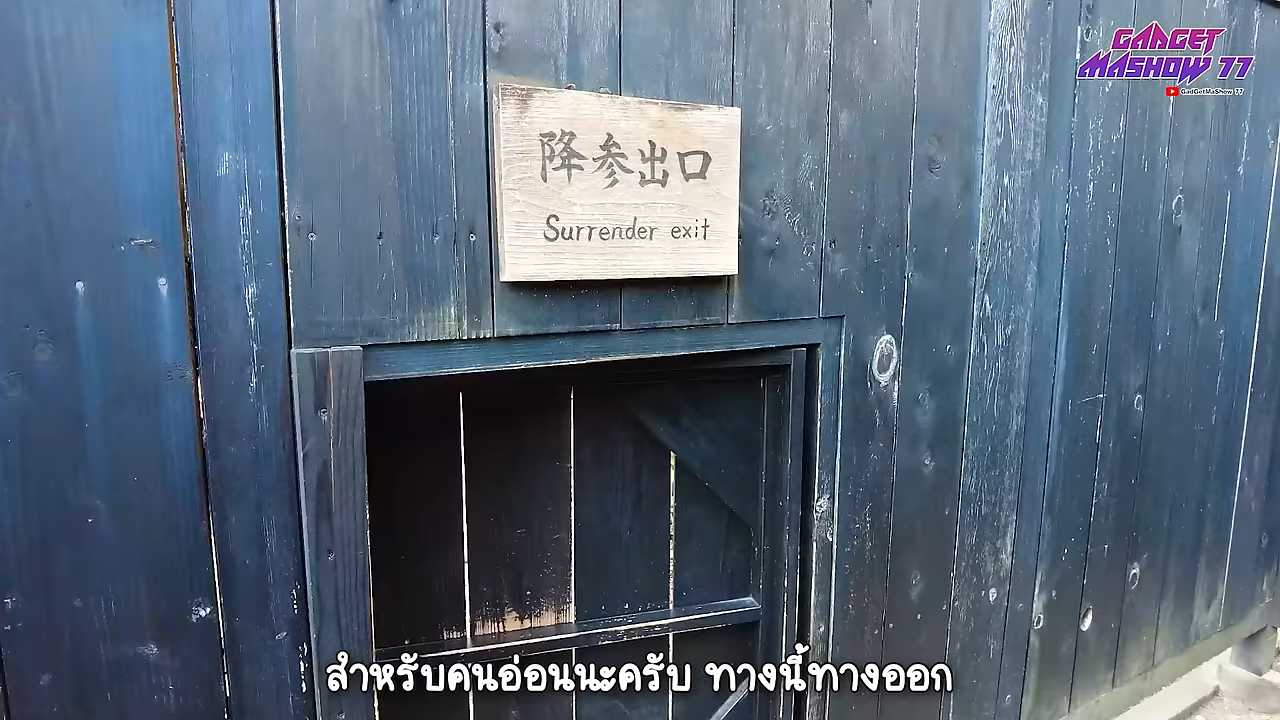 GADGET
MASHOW 77
GadGetMaShow 77
降参出口
Surrender exit
สำหรับคนอ่อนนะครับ ทางนี้ทางออก